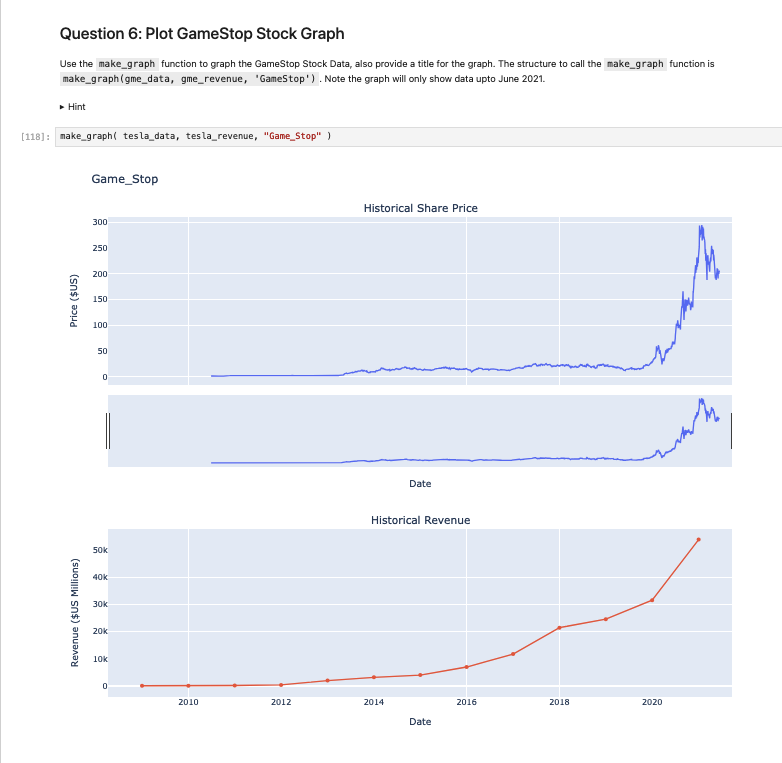 Question 6: Plot GameStop Stock Graph
Use the make_graph function to graph the GameStop Stock Data, also provide a title for the graph. The structure to call the make_graph function is
make_graph(gme_data, gme_revenue, 'GameStop') . Note the graph will only show data upto June 2021.
▸ Hint
[118]: make_graph( tesla_data, tesla_revenue, "Game_Stop" )
Game_Stop
Historical Share Price
300
250
200
150
100
50
0
Price ($US)
Date
Historical Revenue
50k
40k
30k
20k
10k
0
Revenue ($US Millions)
2010 2012 2014 2016 2018 2020
Date